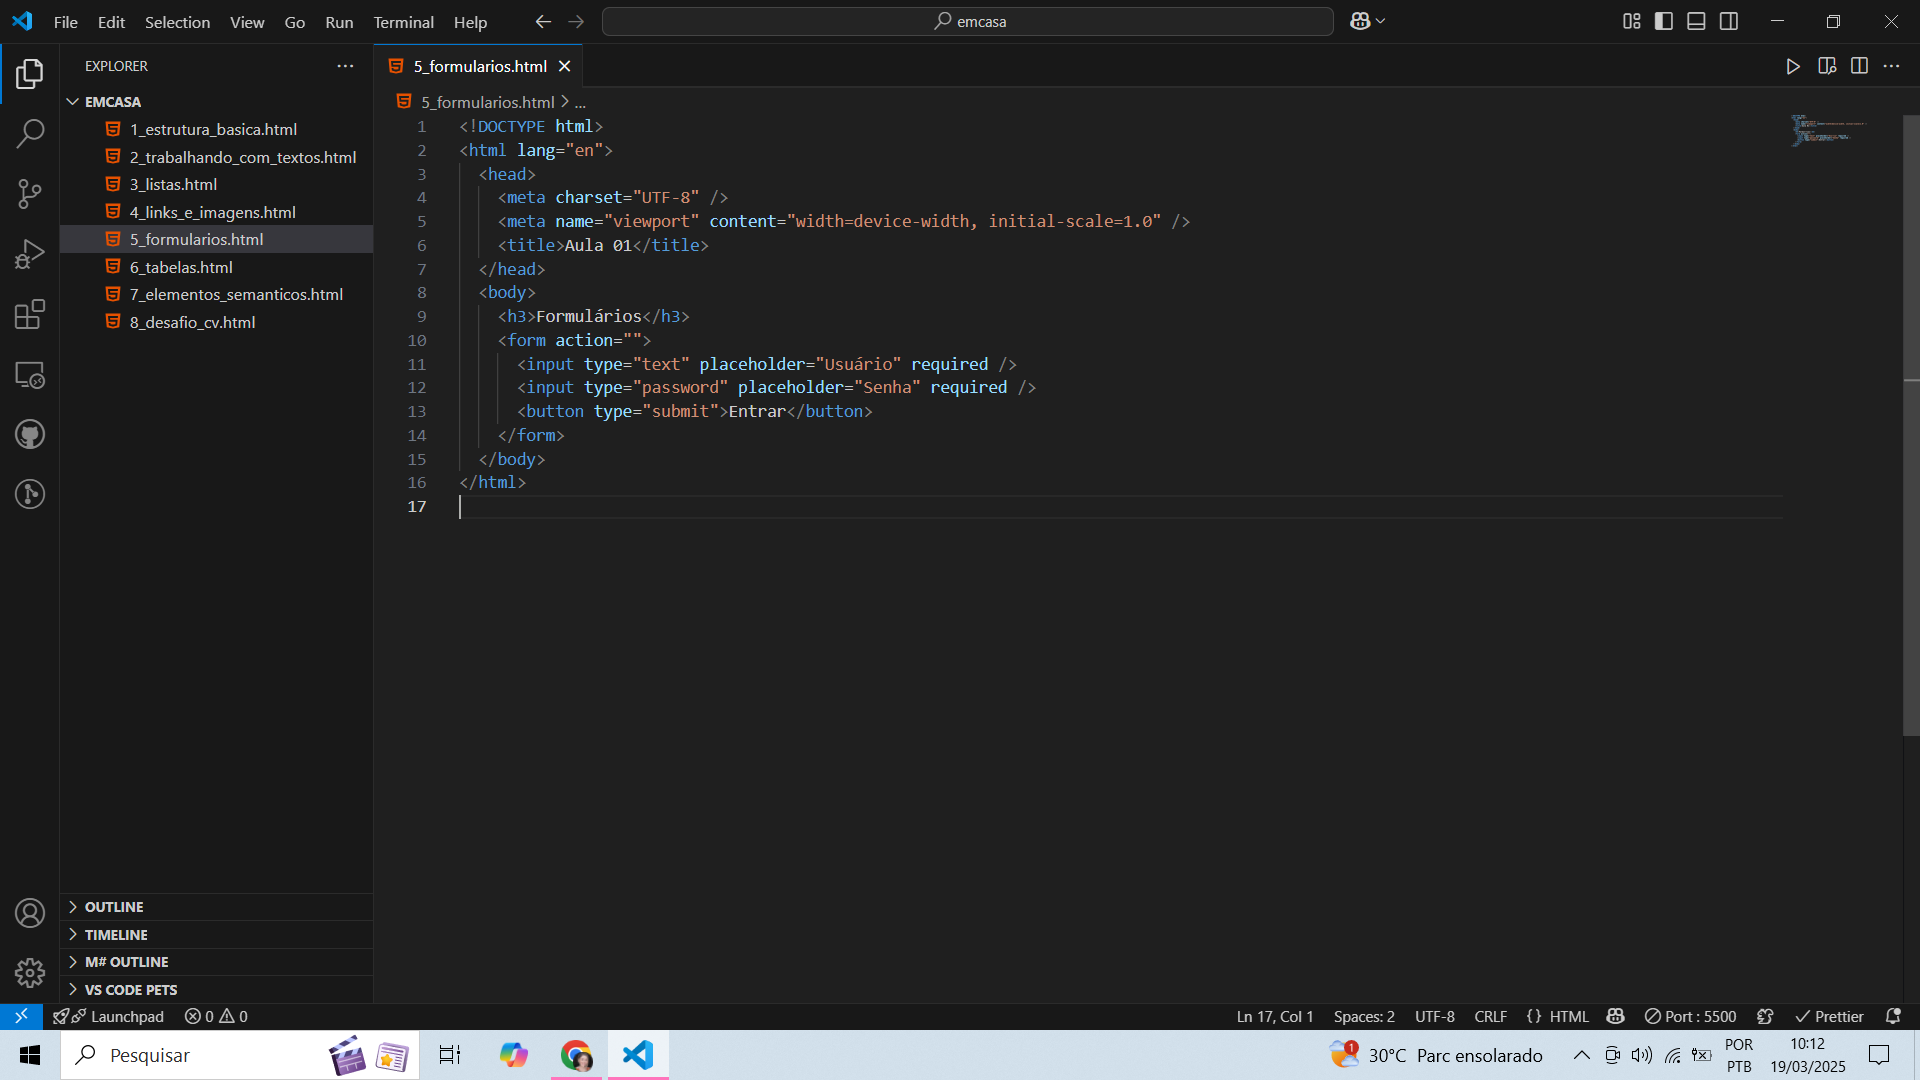 File Edit Selection View Go Run Terminal Help
emcasa
EXPLORER
EMCASA
1_estrutura_basica.html
2_trabalhando_com_textos.html
3_listas.html
4_links_e_imagens.html
5_formularios.html
6_tabelas.html
7_elementos_semanticos.html
8_desafio_cv.html
OUTLINE
TIMELINE
M# OUTLINE
VS CODE PETS
5_formularios.html
5_formularios.html > ...
1 <!DOCTYPE html>
2 <html lang="en">
3 <head>
4 <meta charset="UTF-8" />
5 <meta name="viewport" content="width=device-width, initial-scale=1.0" />
6 <title>Aula 01</title>
7 </head>
8 <body>
9 <h3>Formulários</h3>
10 <form action="">
11 <input type="text" placeholder="Usuário" required />
12 <input type="password" placeholder="Senha" required />
13 <button type="submit">Entrar</button>
14 </form>
15 </body>
16 </html>
17
Launchpad 0 0 Ln 17, Col 1 Spaces: 2 UTF-8 CRLF {} HTML Port : 5500 Prettier
Pesquisar
1 30°C Parc ensolarado
POR
PTB
10:12
19/03/2025